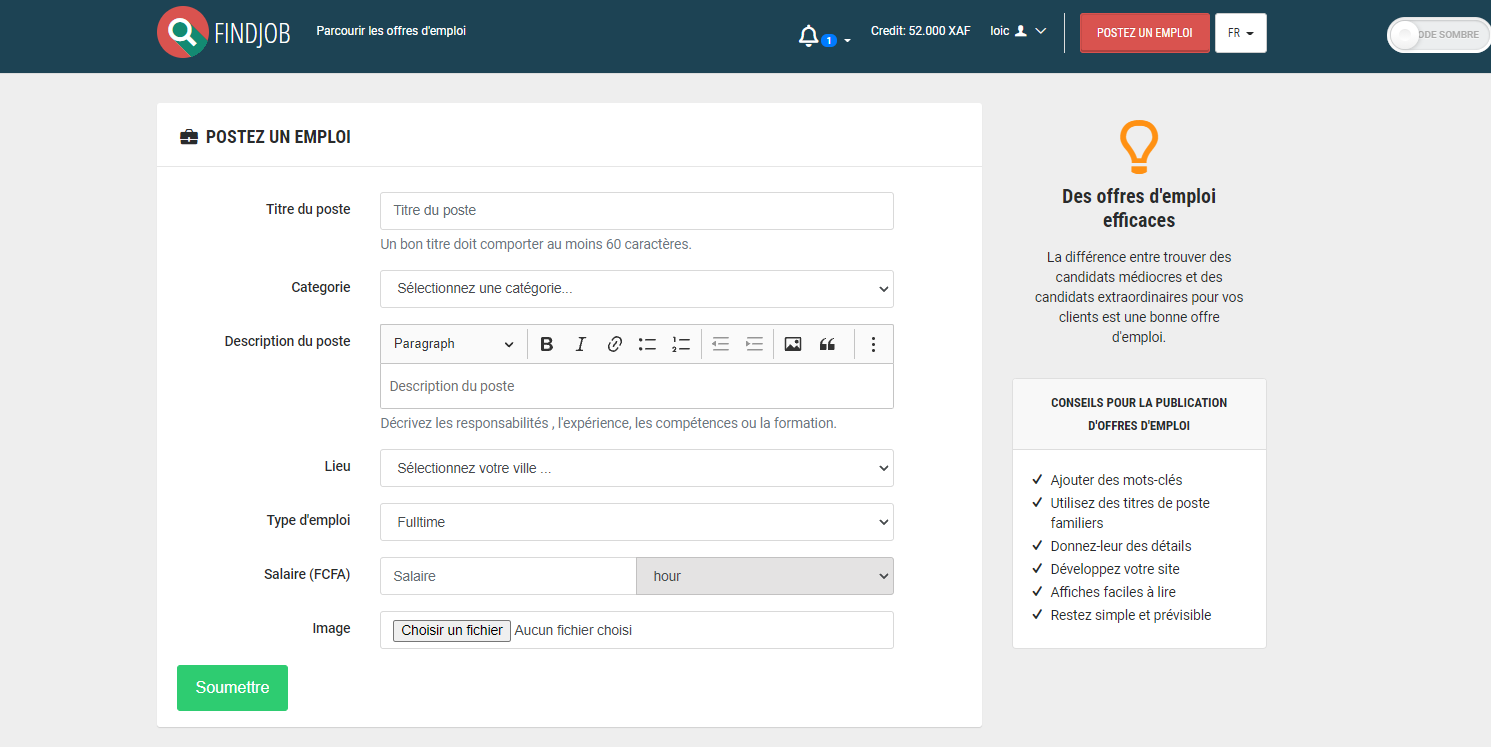 FINDJOB
Parcourir les offres d'emploi
1
Credit: 52.000 XAF
loic
POSTEZ UN EMPLOI
FR
ODE SOMBRE
POSTEZ UN EMPLOI
Titre du poste
Titre du poste
Un bon titre doit comporter au moins 60 caractères.
Categorie
Sélectionnez une catégorie...
Description du poste
Paragraph
Description du poste
Décrivez les responsabilités , l'expérience, les compétences ou la formation.
Lieu
Sélectionnez votre ville ...
Type d'emploi
Fulltime
Salaire (FCFA)
Salaire
hour
Image
Choisir un fichier
Aucun fichier choisi
Soumettre
Des offres d'emploi
efficaces
La différence entre trouver des
candidats médiocres et des
candidats extraordinaires pour vos
clients est une bonne offre
d'emploi.
CONSEILS POUR LA PUBLICATION
D'OFFRES D'EMPLOI
Ajouter des mots-clés
Utilisez des titres de poste
familiers
Donnez-leur des détails
Développez votre site
Affiches faciles à lire
Restez simple et prévisible